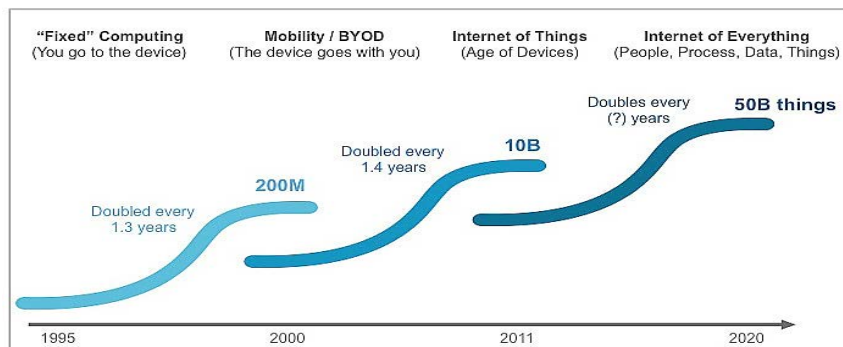 “Fixed” Computing
(You go to the device)
Mobility / BYOD
(The device goes with you)
Internet of Things
(Age of Devices)
Internet of Everything
(People, Process, Data, Things)
Doubled every
1.3 years
200M
Doubled every
1.4 years
10B
Doubles every
(?) years
50B things
1995
2000
2011
2020